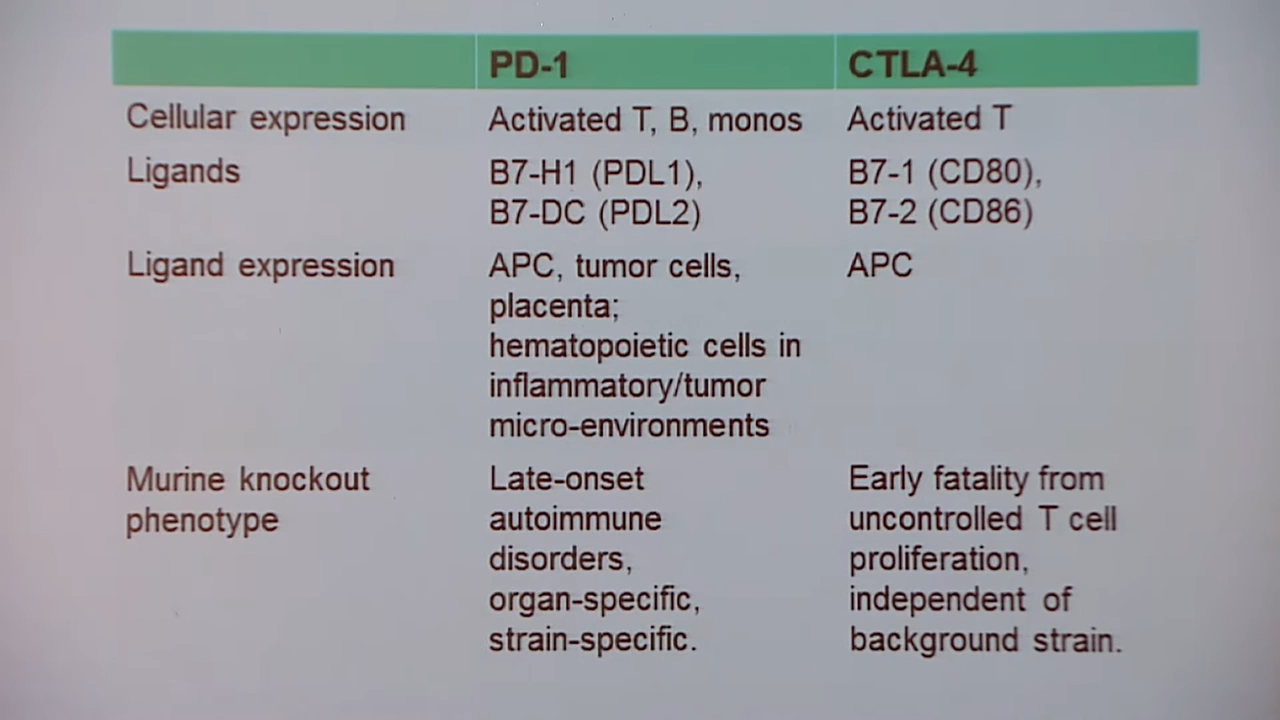 PD-1 CTLA-4
Cellular expression Activated T, B, monos Activated T
Ligands B7-H1 (PDL1), B7-1 (CD80),
B7-DC (PDL2) B7-2 (CD86)
Ligand expression APC, tumor cells, APC
placenta;
hematopoietic cells in
inflammatory/tumor
micro-environments
Murine knockout Late-onset Early fatality from
phenotype autoimmune uncontrolled T cell
disorders, proliferation,
organ-specific, independent of
strain-specific. background strain.